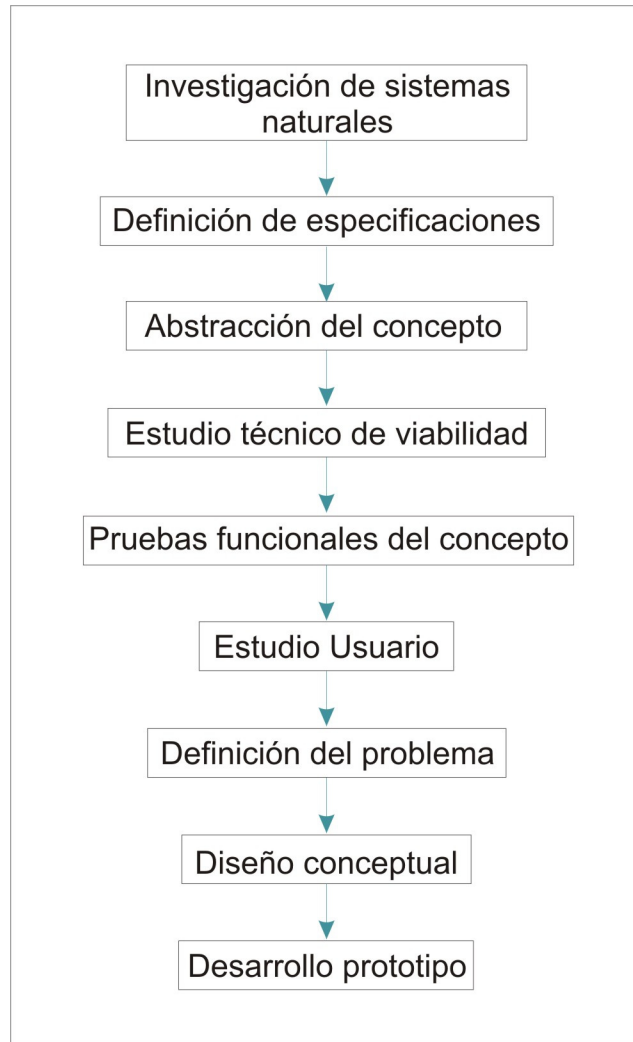 Investigación de sistemas
naturales
Definición de especificaciones
Abstracción del concepto
Estudio técnico de viabilidad
Pruebas funcionales del concepto
Estudio Usuario
Definición del problema
Diseño conceptual
Desarrollo prototipo